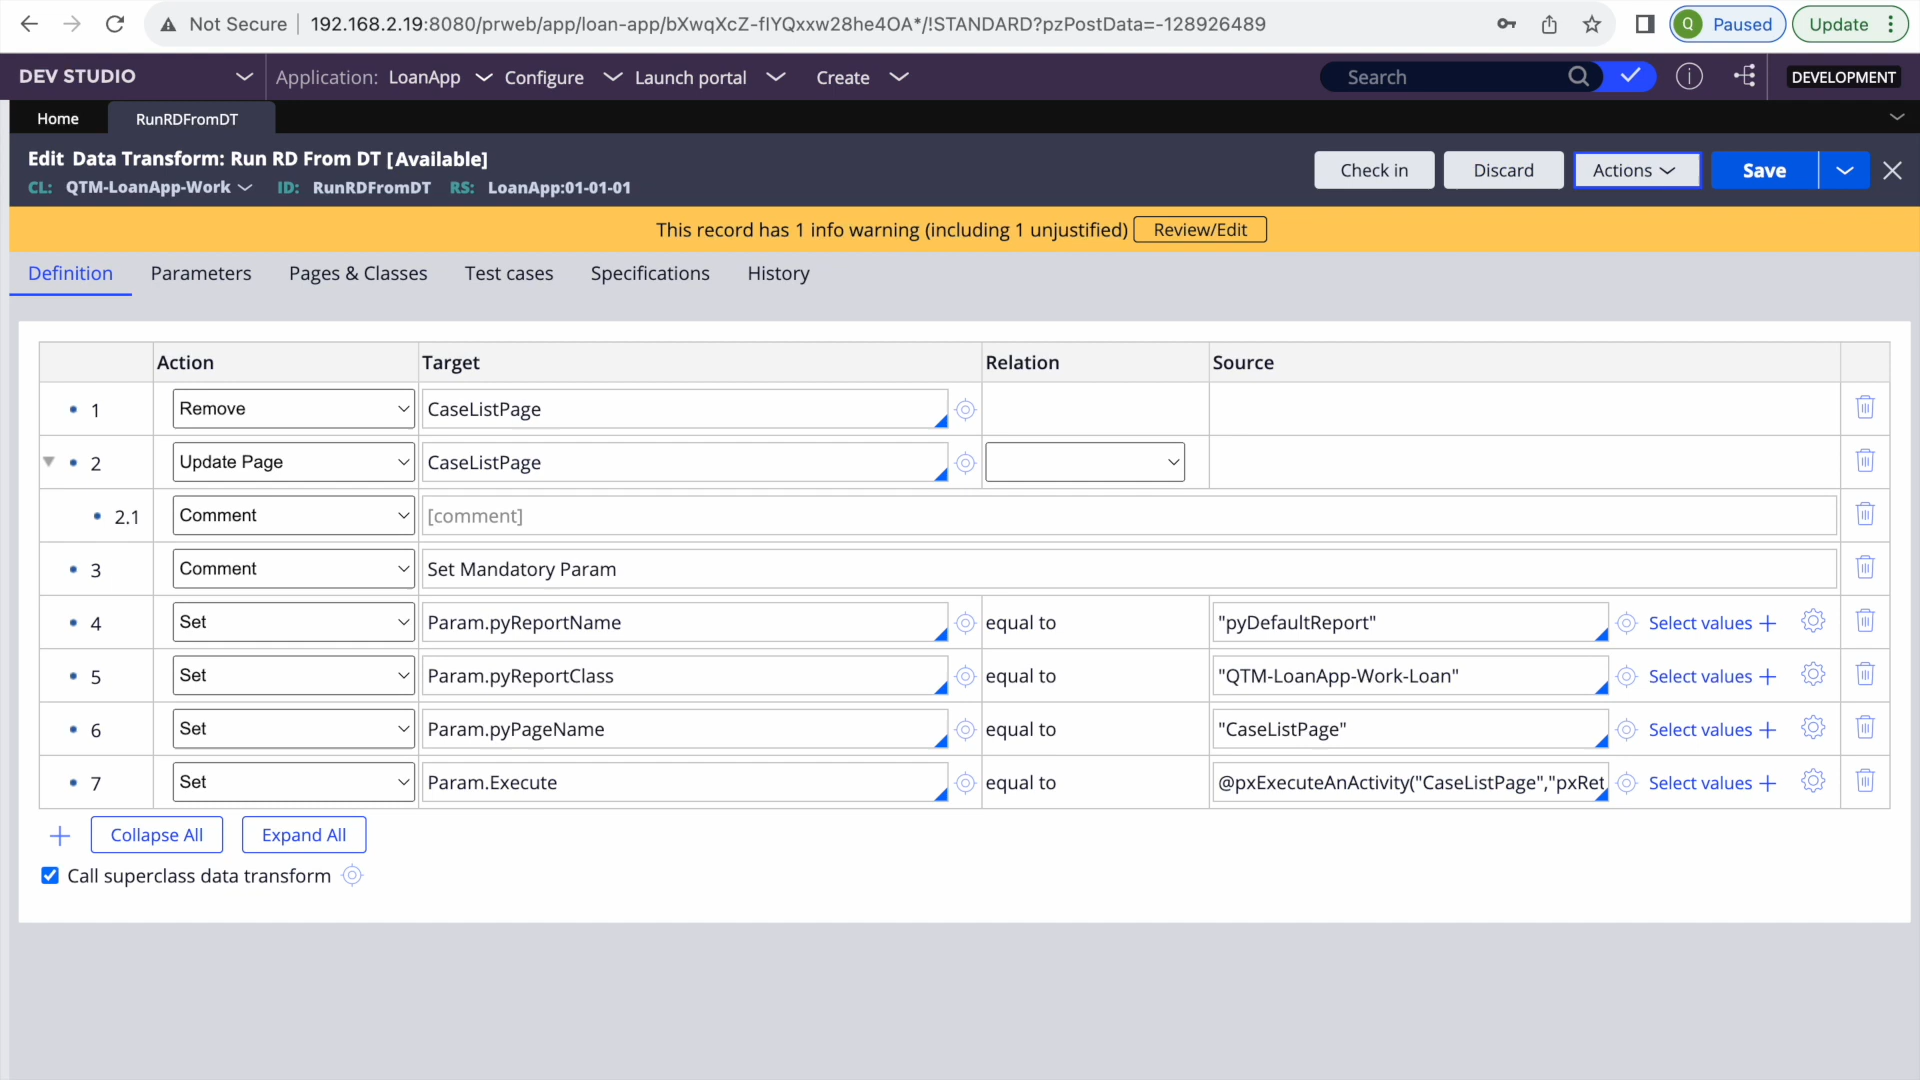 Not Secure 192.168.2.19:8080/prweb/app/loan-app/bXwqXcZ-flYQxxw28he4OA*/!STANDARD?pzPostData=-128926489 Q Paused Update
DEV STUDIO Application: LoanApp Configure Launch portal Create Search DEVELOPMENT
Home RunRDFromDT
Edit Data Transform: Run RD From DT [Available]
CL: QTM-LoanApp-Work ID: RunRDFromDT RS: LoanApp:01-01-01
Check in Discard Actions Save
This record has 1 info warning (including 1 unjustified) Review/Edit
Definition Parameters Pages & Classes Test cases Specifications History
Action Target Relation Source
1 Remove CaseListPage
2 Update Page CaseListPage
2.1 Comment [comment]
3 Comment Set Mandatory Param
4 Set Param.pyReportName equal to "pyDefaultReport" Select values
5 Set Param.pyReportClass equal to "QTM-LoanApp-Work-Loan" Select values
6 Set Param.pyPageName equal to "CaseListPage" Select values
7 Set Param.Execute equal to @pxExecuteAnActivity("CaseListPage","pxRet Select values
Collapse All Expand All
Call superclass data transform